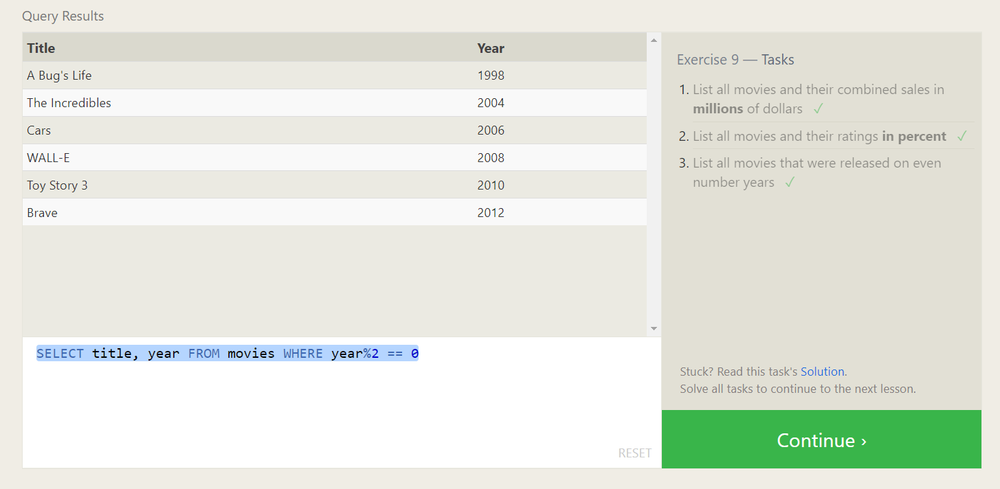 Query Results
Title Year
A Bug's Life 1998
The Incredibles 2004
Cars 2006
WALL-E 2008
Toy Story 3 2010
Brave 2012
SELECT title, year FROM movies WHERE year%2 == 0
RESET
Exercise 9 — Tasks
1. List all movies and their combined sales in
millions of dollars ✓
2. List all movies and their ratings in percent ✓
3. List all movies that were released on even
number years ✓
Stuck? Read this task's Solution.
Solve all tasks to continue to the next lesson.
Continue ›